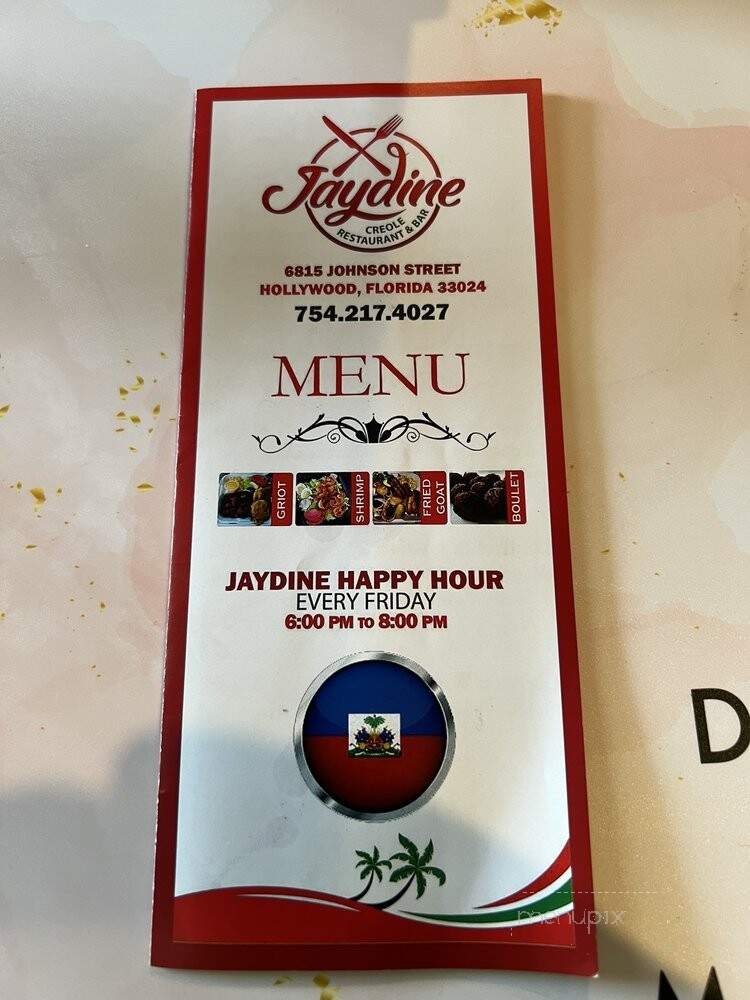 Jaydine
CREOLE
RESTAURANT & BAR
6815 JOHNSON STREET
HOLLYWOOD, FLORIDA 33024
754.217.4027
MENU
GRIOT
SHRIMP
FRIED
GOAT
BOULET
JAYDINE HAPPY HOUR
EVERY FRIDAY
6:00 PM TO 8:00 PM
D
menupix
M